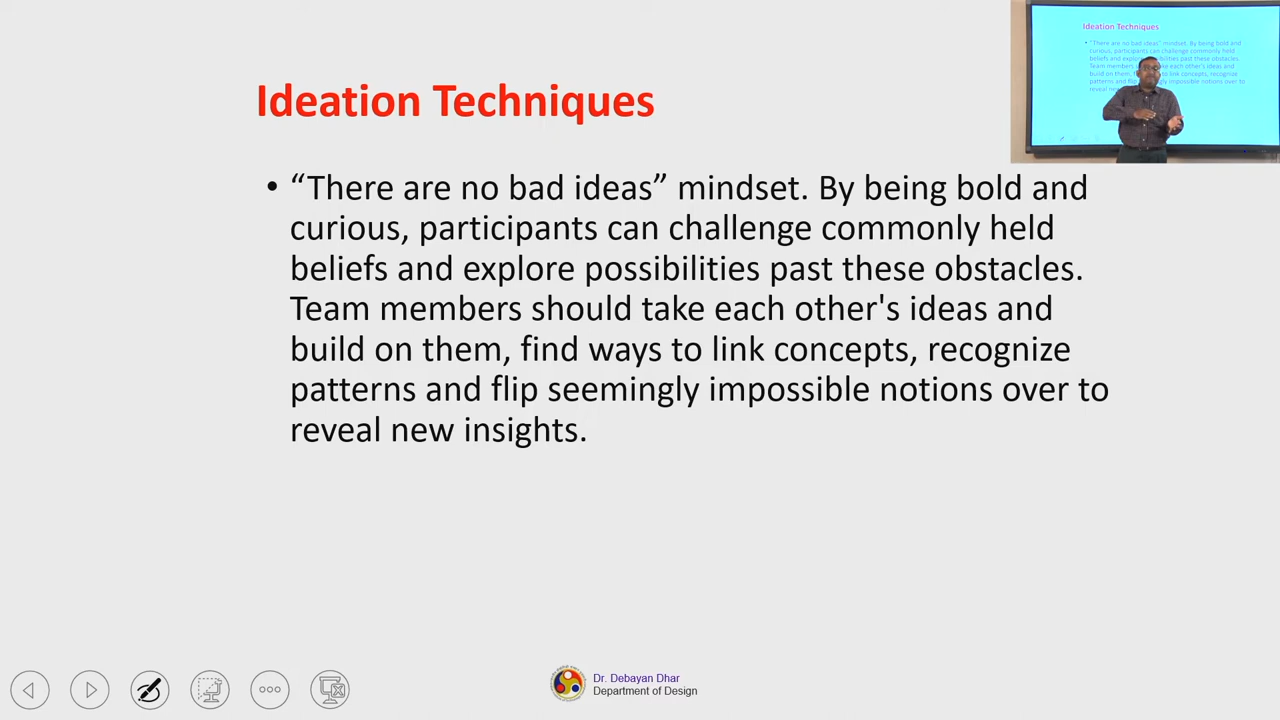 Ideation Techniques
• “There are no bad ideas” mindset. By being bold and
curious, participants can challenge commonly held
beliefs and explore possibilities past these obstacles.
Team members should take each other's ideas and
build on them, find ways to link concepts, recognize
patterns and flip seemingly impossible notions over to
reveal new insights.
Ideation Techniques
Dr. Debayan Dhar
Department of Design